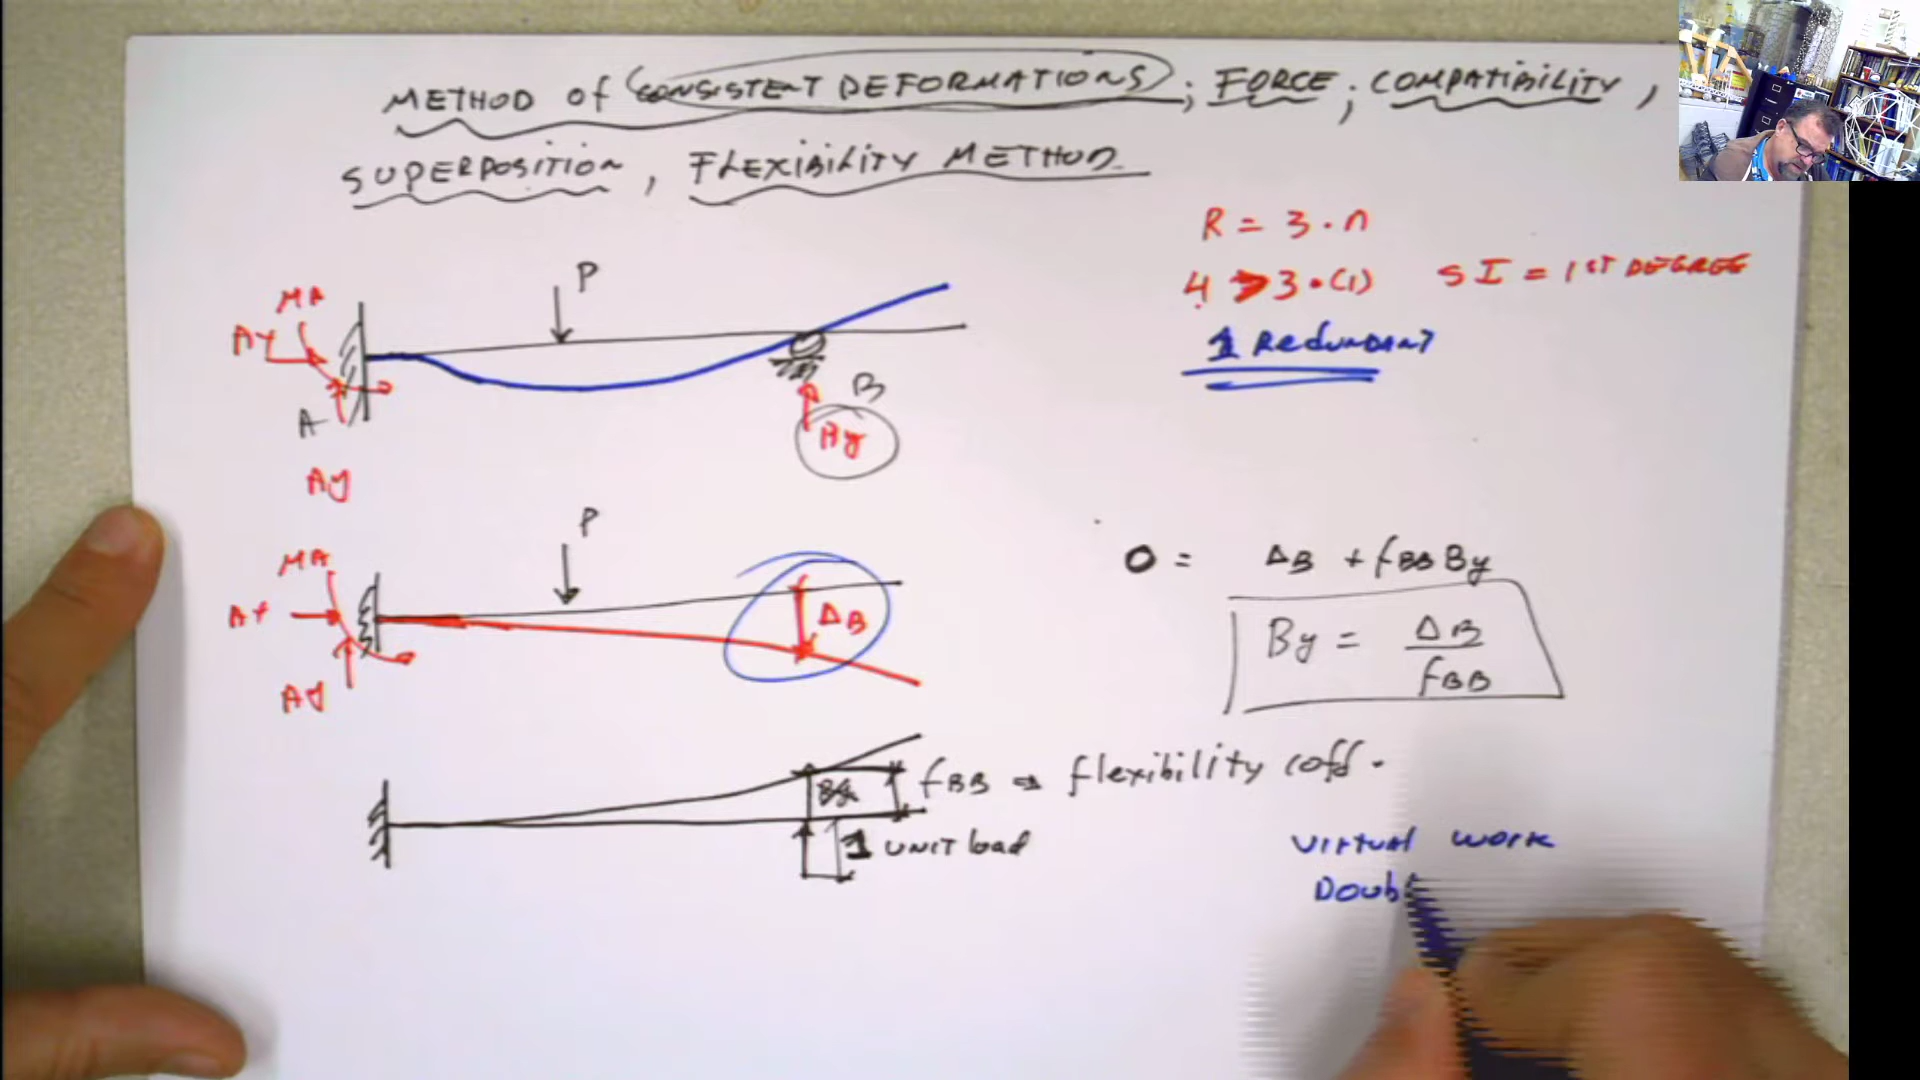 METHOD OF CONSISTENT DEFORMATIONS ; FORCE ; COMPATIBILITY ,
SUPERPOSITION , FLEXIBILITY METHOD
R = 3 · n
4 > 3 · (1) SI = 1ST DEGREE
1 Redundant
P
MA
AY
A
B
By
Ay
P
MA
AY
Ay
ΔB
0 = ΔB + fBB By
By = ΔB
fBB
fBB ⇒ flexibility coff.
1 UNIT load
Virtual work
Doub